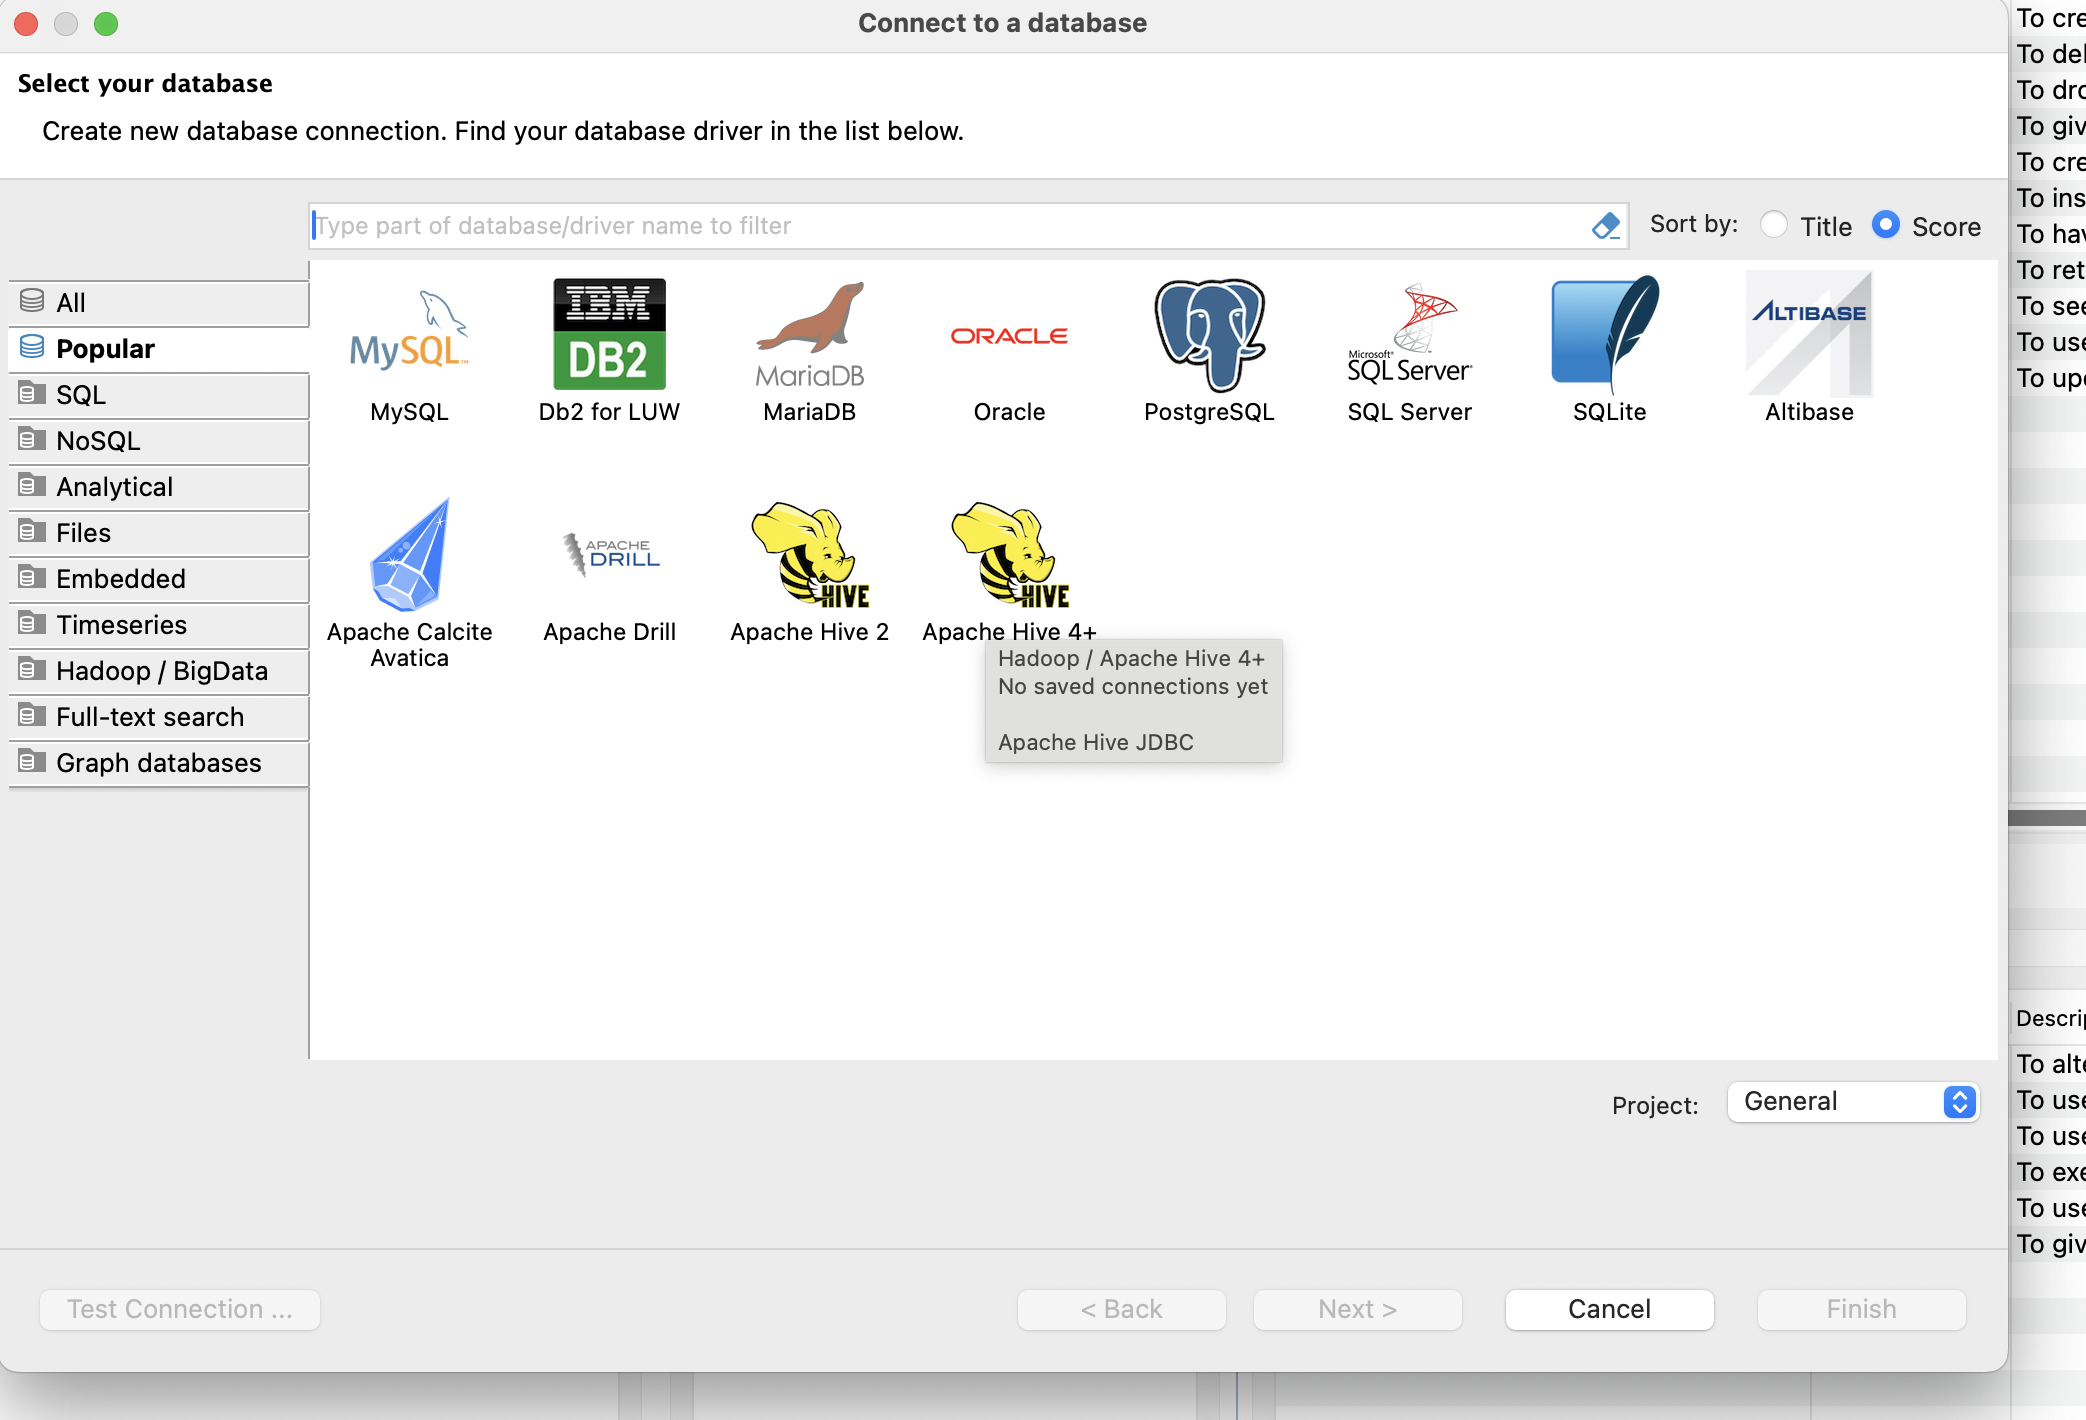 Connect to a database
Select your database
Create new database connection. Find your database driver in the list below.
Type part of database/driver name to filter
Sort by:
Title
Score
All
Popular
SQL
NoSQL
Analytical
Files
Embedded
Timeseries
Hadoop / BigData
Full-text search
Graph databases
MySQL™
MySQL
IBM
DB2
Db2 for LUW
MariaDB
MariaDB
ORACLE
Oracle
PostgreSQL
Microsoft®
SQL Server®
SQL Server
SQLite
ALTIBASE
Altibase
Apache Calcite
Avatica
APACHE
DRILL
Apache Drill
HIVE
Apache Hive 2
HIVE
Apache Hive 4+
Hadoop / Apache Hive 4+
No saved connections yet
Apache Hive JDBC
Project:
General
Test Connection ...
< Back
Next >
Cancel
Finish
To cre
To del
To dro
To giv
To cre
To ins
To hav
To ret
To see
To use
To upd
Descrip
To alte
To use
To use
To exe
To use
To giv